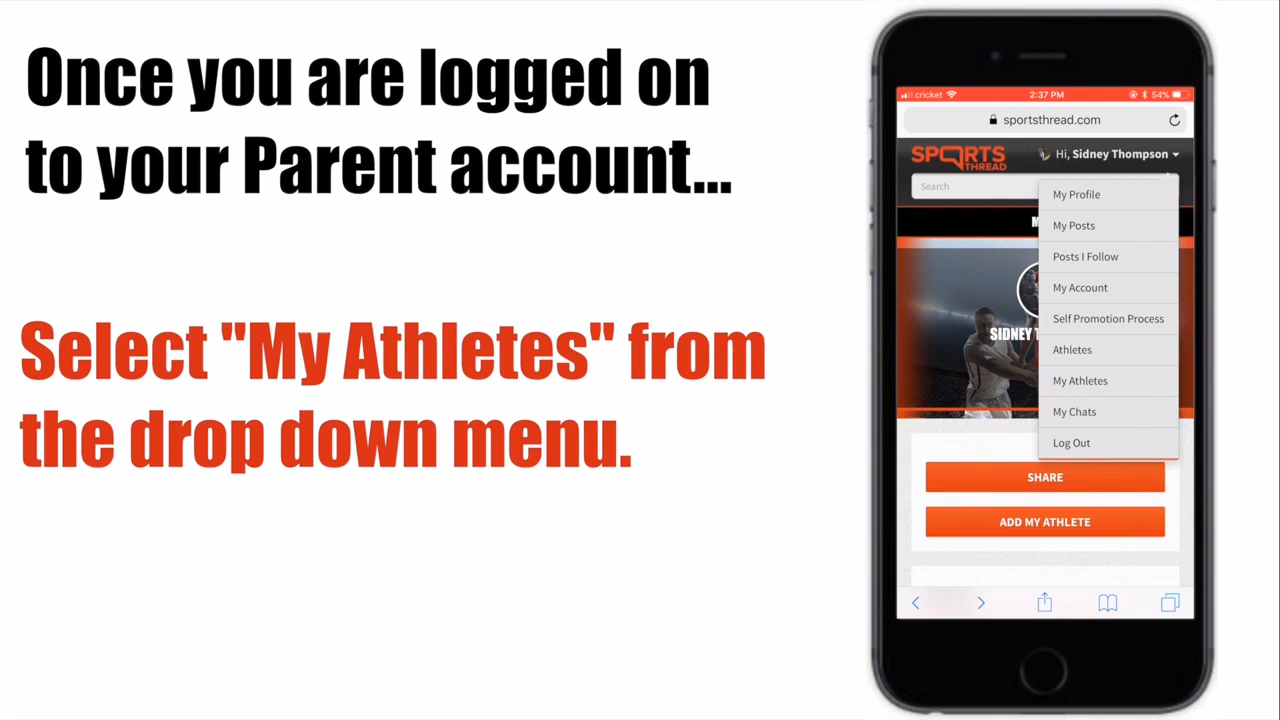 Once you are logged on
to your Parent account...
Select "My Athletes" from
the drop down menu.
cricket 2:37 PM 54%
sportsthread.com
SPORTS THREAD
Hi, Sidney Thompson
Search
My Profile
My Posts
Posts I Follow
My Account
Self Promotion Process
Athletes
My Athletes
My Chats
Log Out
M
SIDNEY T
SHARE
ADD MY ATHLETE